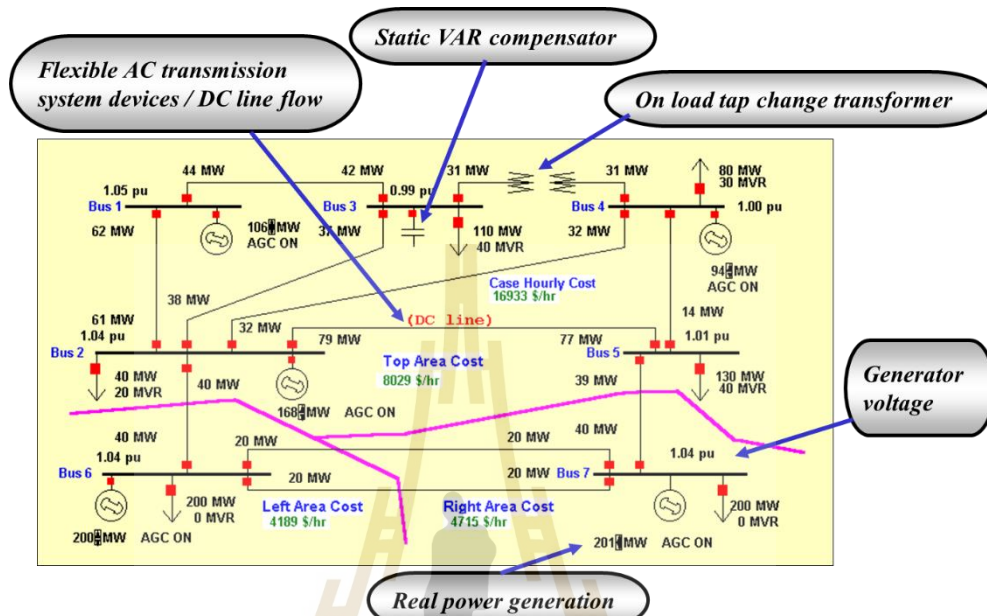 Static VAR compensator
Flexible AC transmission
system devices / DC line flow
On load tap change transformer
44 MW
42 MW
31 MW
31 MW
80 MW
30 MVR
1.05 pu
0.99 pu
Bus 1
Bus 3
Bus 4
1.00 pu
62 MW
106 MW
AGC ON
37 MW
110 MW
40 MVR
32 MW
94 MW
AGC ON
Case Hourly Cost
16933 $/hr
38 MW
14 MW
61 MW
32 MW
(DC line)
1.04 pu
79 MW
77 MW
1.01 pu
Bus 2
Bus 5
Top Area Cost
8029 $/hr
40 MW
20 MVR
40 MW
39 MW
130 MW
40 MVR
Generator
voltage
168 MW
AGC ON
40 MW
20 MW
20 MW
40 MW
1.04 pu
1.04 pu
Bus 6
20 MW
20 MW
Bus 7
200 MW
0 MVR
Left Area Cost
4189 $/hr
Right Area Cost
4715 $/hr
200 MW
0 MVR
200 MW
AGC ON
201 MW
AGC ON
Real power generation